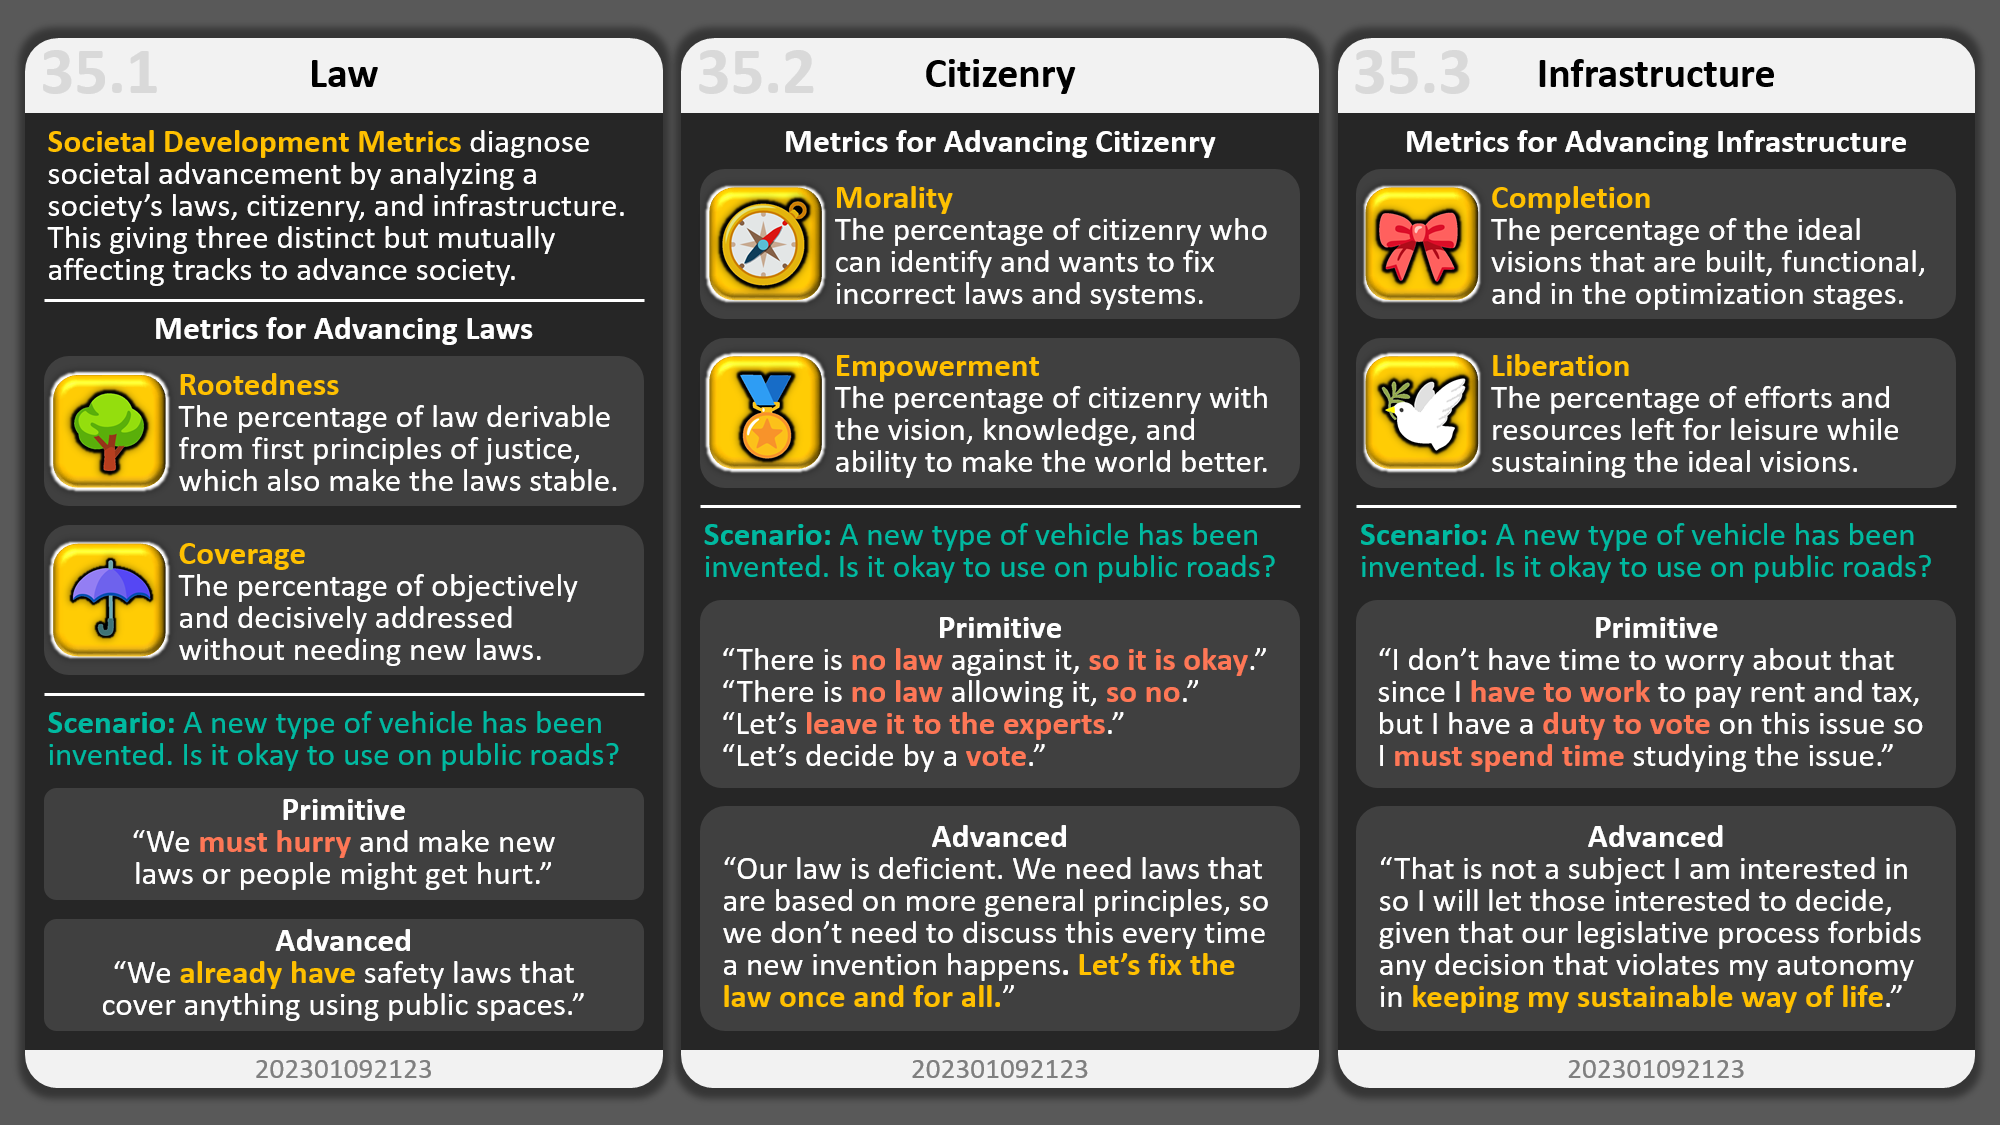 35.1
Law
Societal Development Metrics diagnose
societal advancement by analyzing a
society’s laws, citizenry, and infrastructure.
This giving three distinct but mutually
affecting tracks to advance society.
Metrics for Advancing Laws
Rootedness
The percentage of law derivable
from first principles of justice,
which also make the laws stable.
Coverage
The percentage of objectively
and decisively addressed
without needing new laws.
Scenario: A new type of vehicle has been
invented. Is it okay to use on public roads?
Primitive
“We must hurry and make new
laws or people might get hurt.”
Advanced
“We already have safety laws that
cover anything using public spaces.”
202301092123
35.2
Citizenry
Metrics for Advancing Citizenry
Morality
The percentage of citizenry who
can identify and wants to fix
incorrect laws and systems.
Empowerment
The percentage of citizenry with
the vision, knowledge, and
ability to make the world better.
Scenario: A new type of vehicle has been
invented. Is it okay to use on public roads?
Primitive
“There is no law against it, so it is okay.”
“There is no law allowing it, so no.”
“Let’s leave it to the experts.”
“Let’s decide by a vote.”
Advanced
“Our law is deficient. We need laws that
are based on more general principles, so
we don’t need to discuss this every time
a new invention happens. Let’s fix the
law once and for all.”
202301092123
35.3
Infrastructure
Metrics for Advancing Infrastructure
Completion
The percentage of the ideal
visions that are built, functional,
and in the optimization stages.
Liberation
The percentage of efforts and
resources left for leisure while
sustaining the ideal visions.
Scenario: A new type of vehicle has been
invented. Is it okay to use on public roads?
Primitive
“I don’t have time to worry about that
since I have to work to pay rent and tax,
but I have a duty to vote on this issue so
I must spend time studying the issue.”
Advanced
“That is not a subject I am interested in
so I will let those interested to decide,
given that our legislative process forbids
any decision that violates my autonomy
in keeping my sustainable way of life.”
202301092123